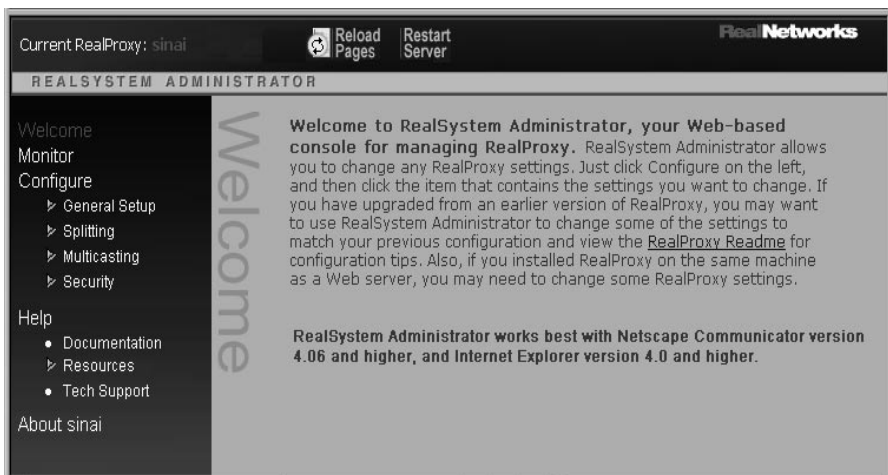 Current RealProxy: sinai
Reload Pages
Restart Server
RealNetworks
REALSYSTEM ADMINISTRATOR
Welcome
Monitor
Configure
General Setup
Splitting
Multicasting
Security
Help
Documentation
Resources
Tech Support
About sinai
Welcome
Welcome to RealSystem Administrator, your Web-based
console for managing RealProxy. RealSystem Administrator allows
you to change any RealProxy settings. Just click Configure on the left,
and then click the item that contains the settings you want to change. If
you have upgraded from an earlier version of RealProxy, you may want
to use RealSystem Administrator to change some of the settings to
match your previous configuration and view the RealProxy Readme for
configuration tips. Also, if you installed RealProxy on the same machine
as a Web server, you may need to change some RealProxy settings.
RealSystem Administrator works best with Netscape Communicator version
4.06 and higher, and Internet Explorer version 4.0 and higher.